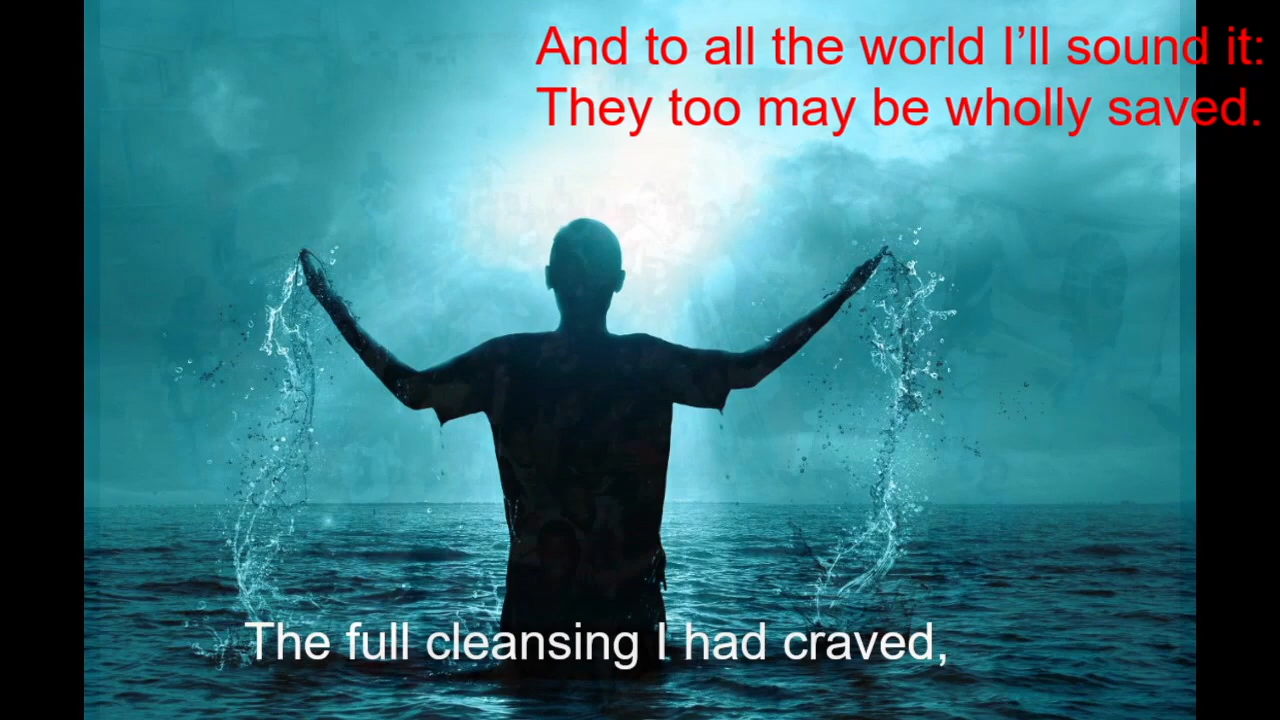 And to all the world I’ll sound it:
They too may be wholly saved.
The full cleansing I had craved,